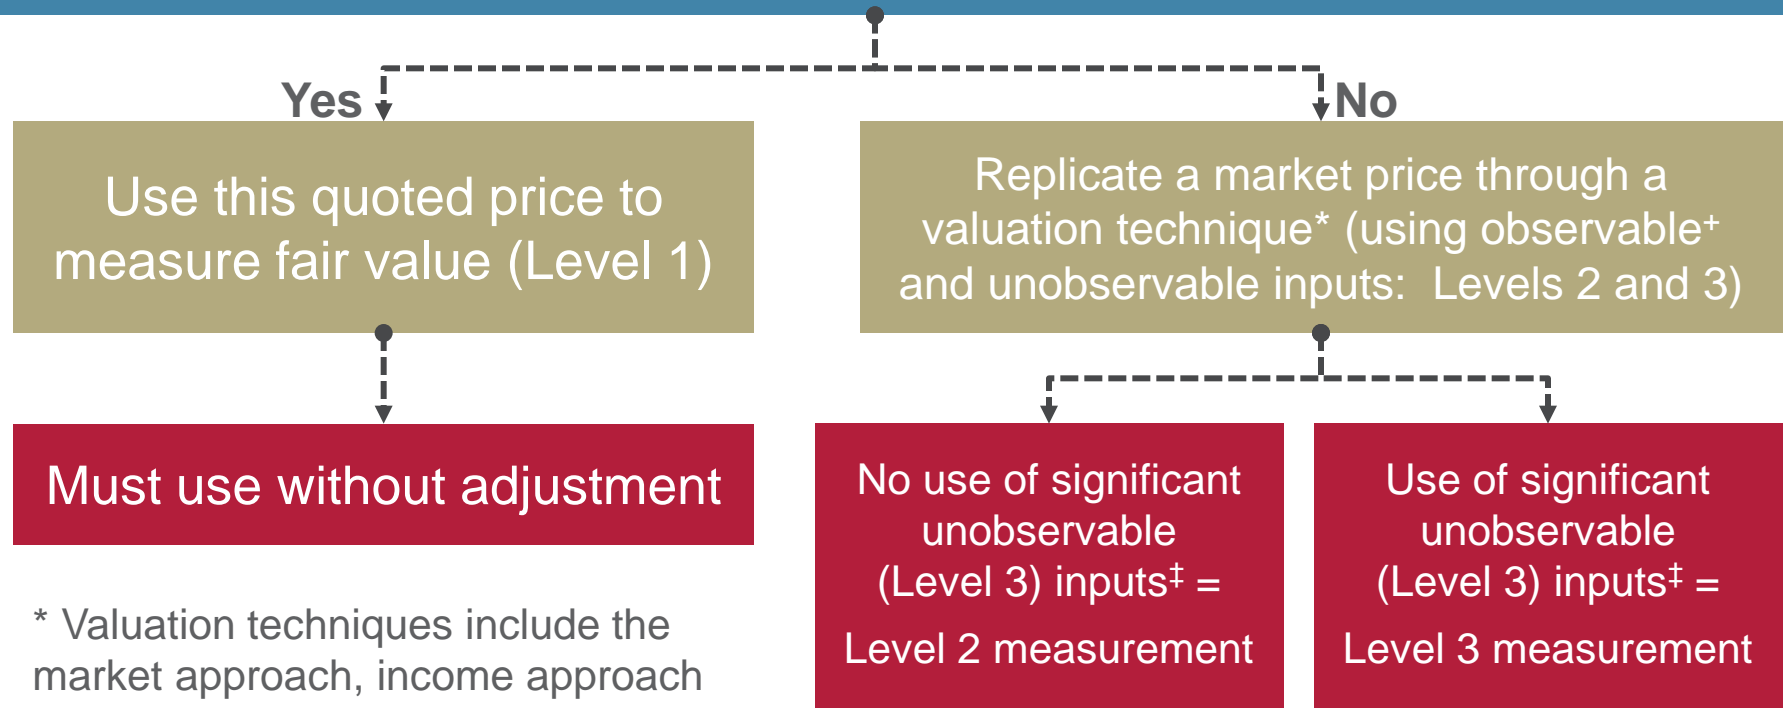 Yes
No
Use this quoted price to
measure fair value (Level 1)
Replicate a market price through a
valuation technique* (using observable⁺
and unobservable inputs:  Levels 2 and 3)
Must use without adjustment
No use of significant
unobservable
(Level 3) inputs‡ =
Level 2 measurement
Use of significant
unobservable
(Level 3) inputs‡ =
Level 3 measurement
* Valuation techniques include the
market approach, income approach